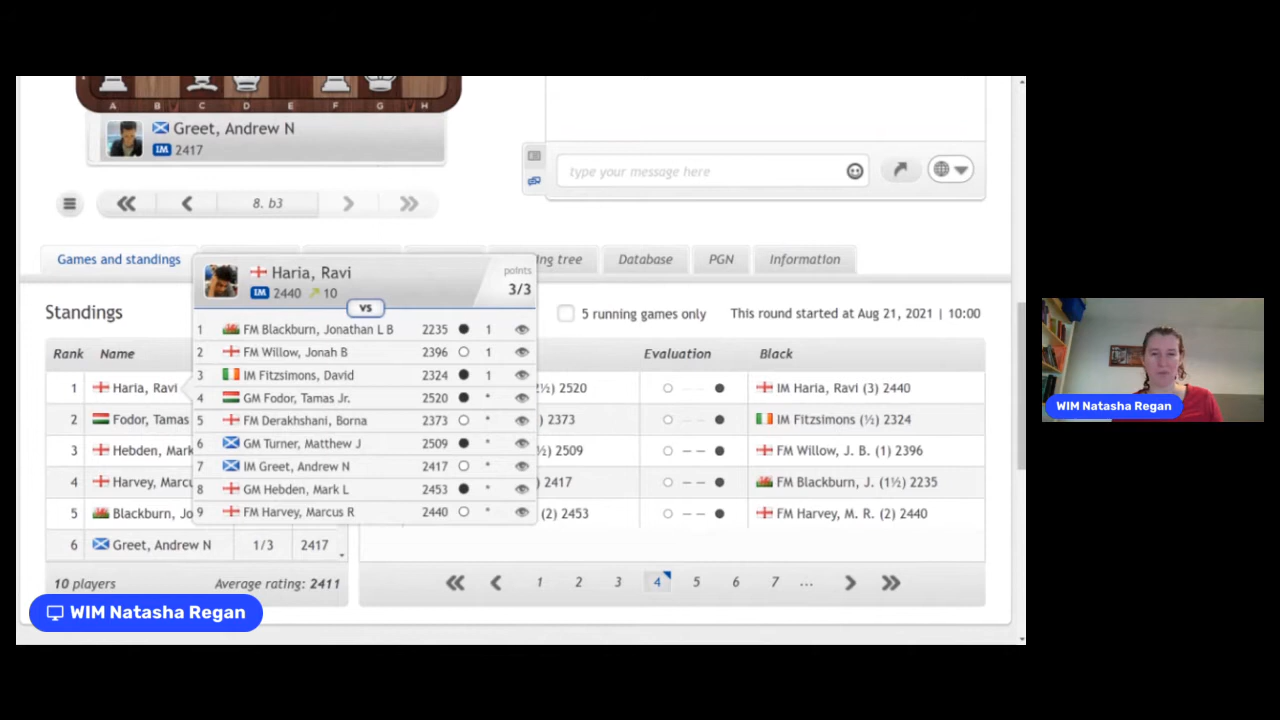 A B C D E F G H
Greet, Andrew N
IM 2417
type your message here
8. b3
Games and standings
ng tree
Database
PGN
Information
Haria, Ravi
IM 2440 10
points
3/3
VS
1 FM Blackburn, Jonathan L B 2235 1
2 FM Willow, Jonah B 2396 1
3 IM Fitzsimons, David 2324 1
4 GM Fodor, Tamas Jr. 2520 *
5 FM Derakhshani, Borna 2373 *
6 GM Turner, Matthew J 2509 *
7 IM Greet, Andrew N 2417 *
8 GM Hebden, Mark L 2453 *
9 FM Harvey, Marcus R 2440 *
Standings
5 running games only
This round started at Aug 21, 2021 | 10:00
Rank Name
Evaluation Black
1 Haria, Ravi
½) 2520 -- IM Haria, Ravi (3) 2440
2 Fodor, Tamas
) 2373 -- IM Fitzsimons (½) 2324
3 Hebden, Mark
½) 2509 -- FM Willow, J. B. (1) 2396
4 Harvey, Marcu
) 2417 -- FM Blackburn, J. (1½) 2235
5 Blackburn, Jo
(2) 2453 -- FM Harvey, M. R. (2) 2440
6 Greet, Andrew N 1/3 2417
10 players Average rating: 2411
1 2 3 4 5 6 7 ...
WIM Natasha Regan
WIM Natasha Regan